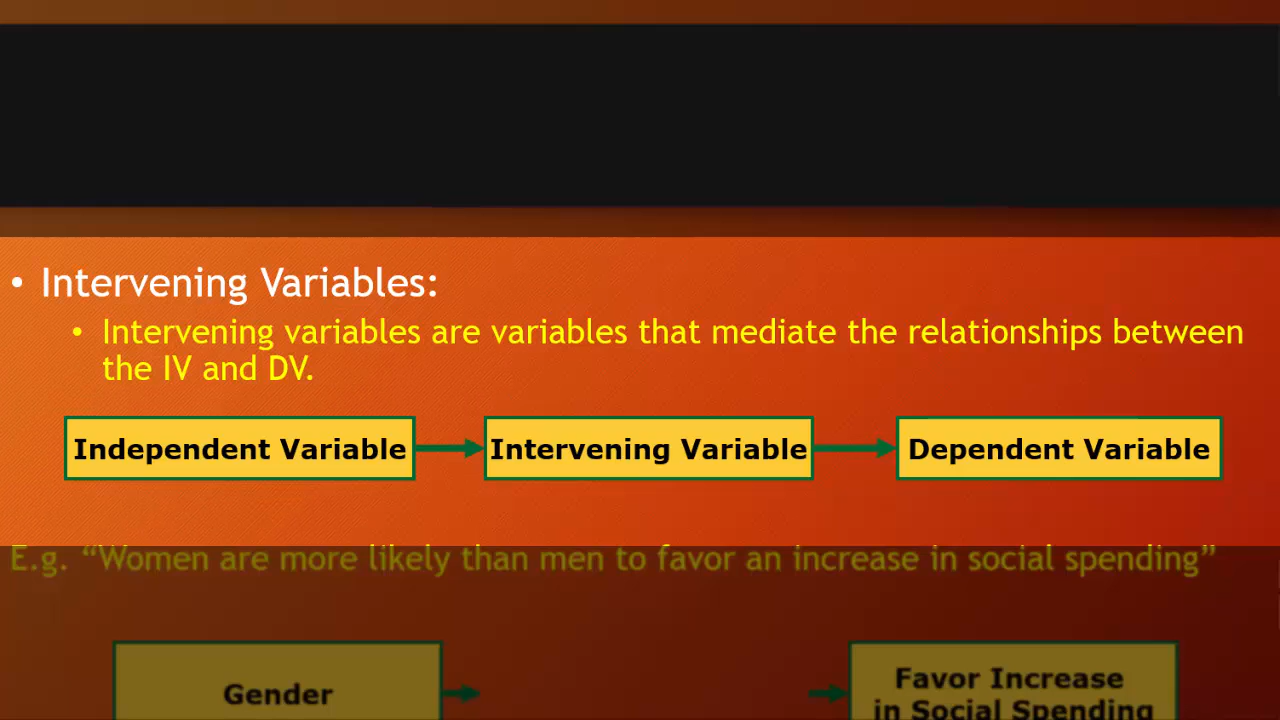 • Intervening Variables:
• Intervening variables are variables that mediate the relationships between
the IV and DV.
Independent Variable
Intervening Variable
Dependent Variable
E.g. “Women are more likely than men to favor an increase in social spending”
Gender
Favor Increase
in Social Spending